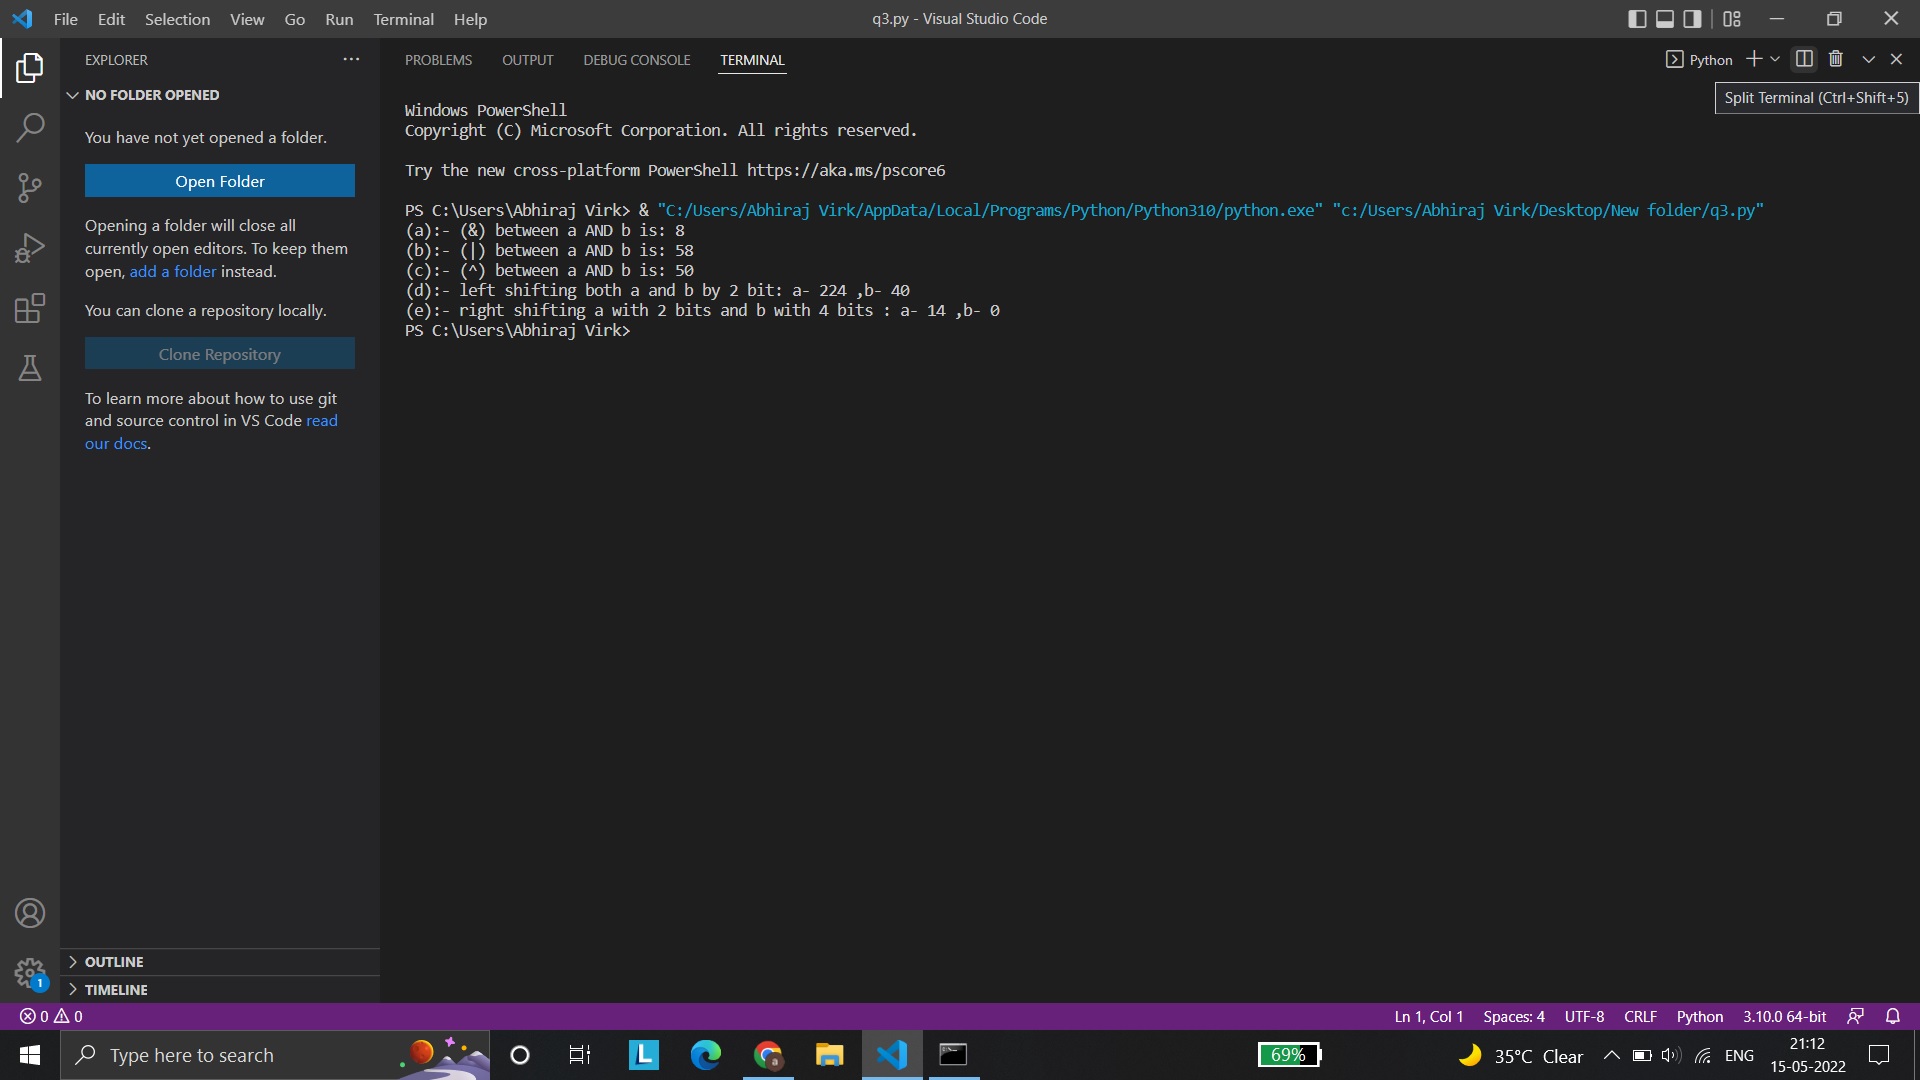 File Edit Selection View Go Run Terminal Help
q3.py - Visual Studio Code
EXPLORER
NO FOLDER OPENED
You have not yet opened a folder.
Open Folder
Opening a folder will close all
currently open editors. To keep them
open, add a folder instead.
You can clone a repository locally.
Clone Repository
To learn more about how to use git
and source control in VS Code read
our docs.
OUTLINE
TIMELINE
PROBLEMS OUTPUT DEBUG CONSOLE TERMINAL
Python
Split Terminal (Ctrl+Shift+5)
Windows PowerShell
Copyright (C) Microsoft Corporation. All rights reserved.
Try the new cross-platform PowerShell https://aka.ms/pscore6
PS C:\Users\Abhiraj Virk> & "C:/Users/Abhiraj Virk/AppData/Local/Programs/Python/Python310/python.exe" "c:/Users/Abhiraj Virk/Desktop/New folder/q3.py"
(a):- (&) between a AND b is: 8
(b):- (|) between a AND b is: 58
(c):- (^) between a AND b is: 50
(d):- left shifting both a and b by 2 bit: a- 224 ,b- 40
(e):- right shifting a with 2 bits and b with 4 bits : a- 14 ,b- 0
PS C:\Users\Abhiraj Virk>
1
0 0
Ln 1, Col 1 Spaces: 4 UTF-8 CRLF Python 3.10.0 64-bit
Type here to search
L
a
69%
35°C Clear
ENG
21:12
15-05-2022